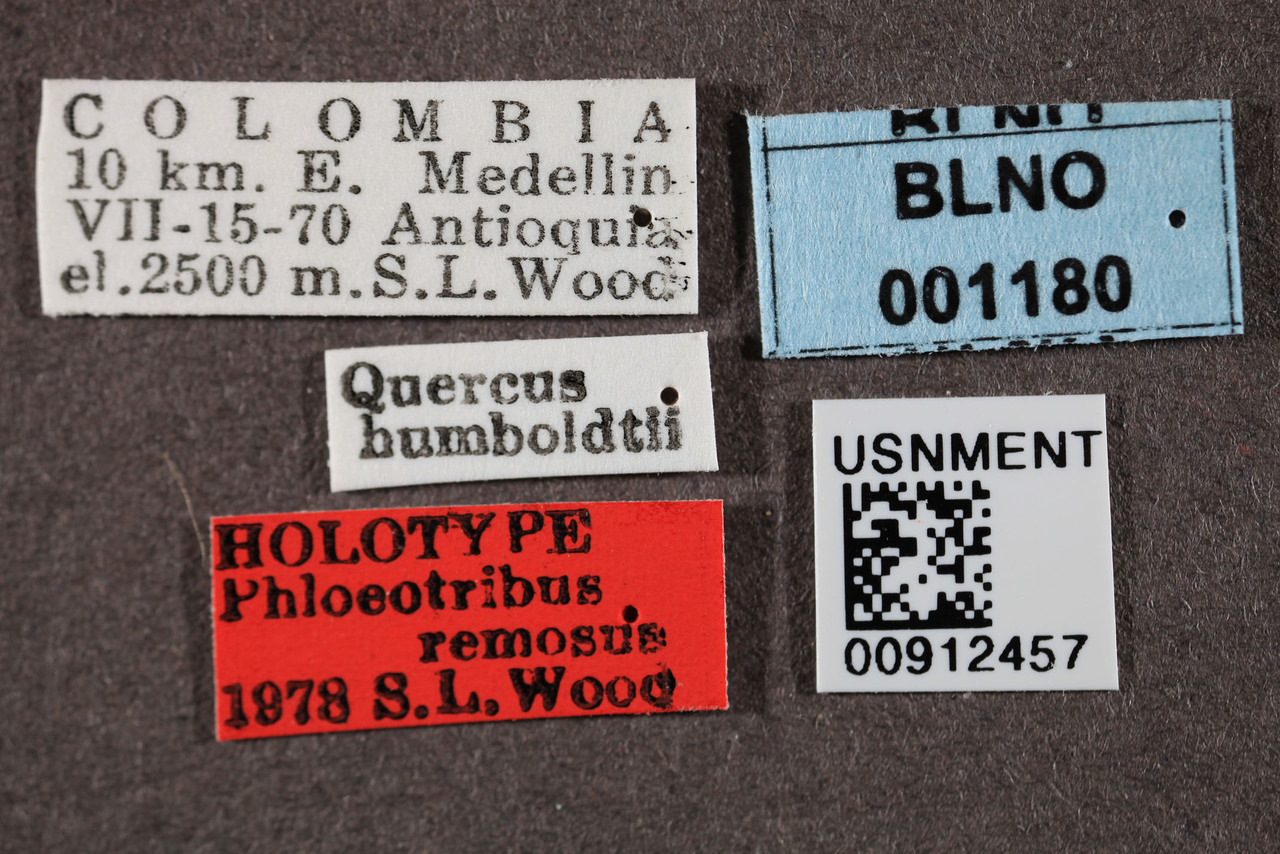 C O L O M B I A
10 km. E. Medellin
VII-15-70 Antioquia
el.2500 m.S.L.Wood
Quercus
humboldtii
HOLOTYPE
Phloeotribus
remosus
1978 S.L.Wood
BLNO
001180
USNMENT
00912457